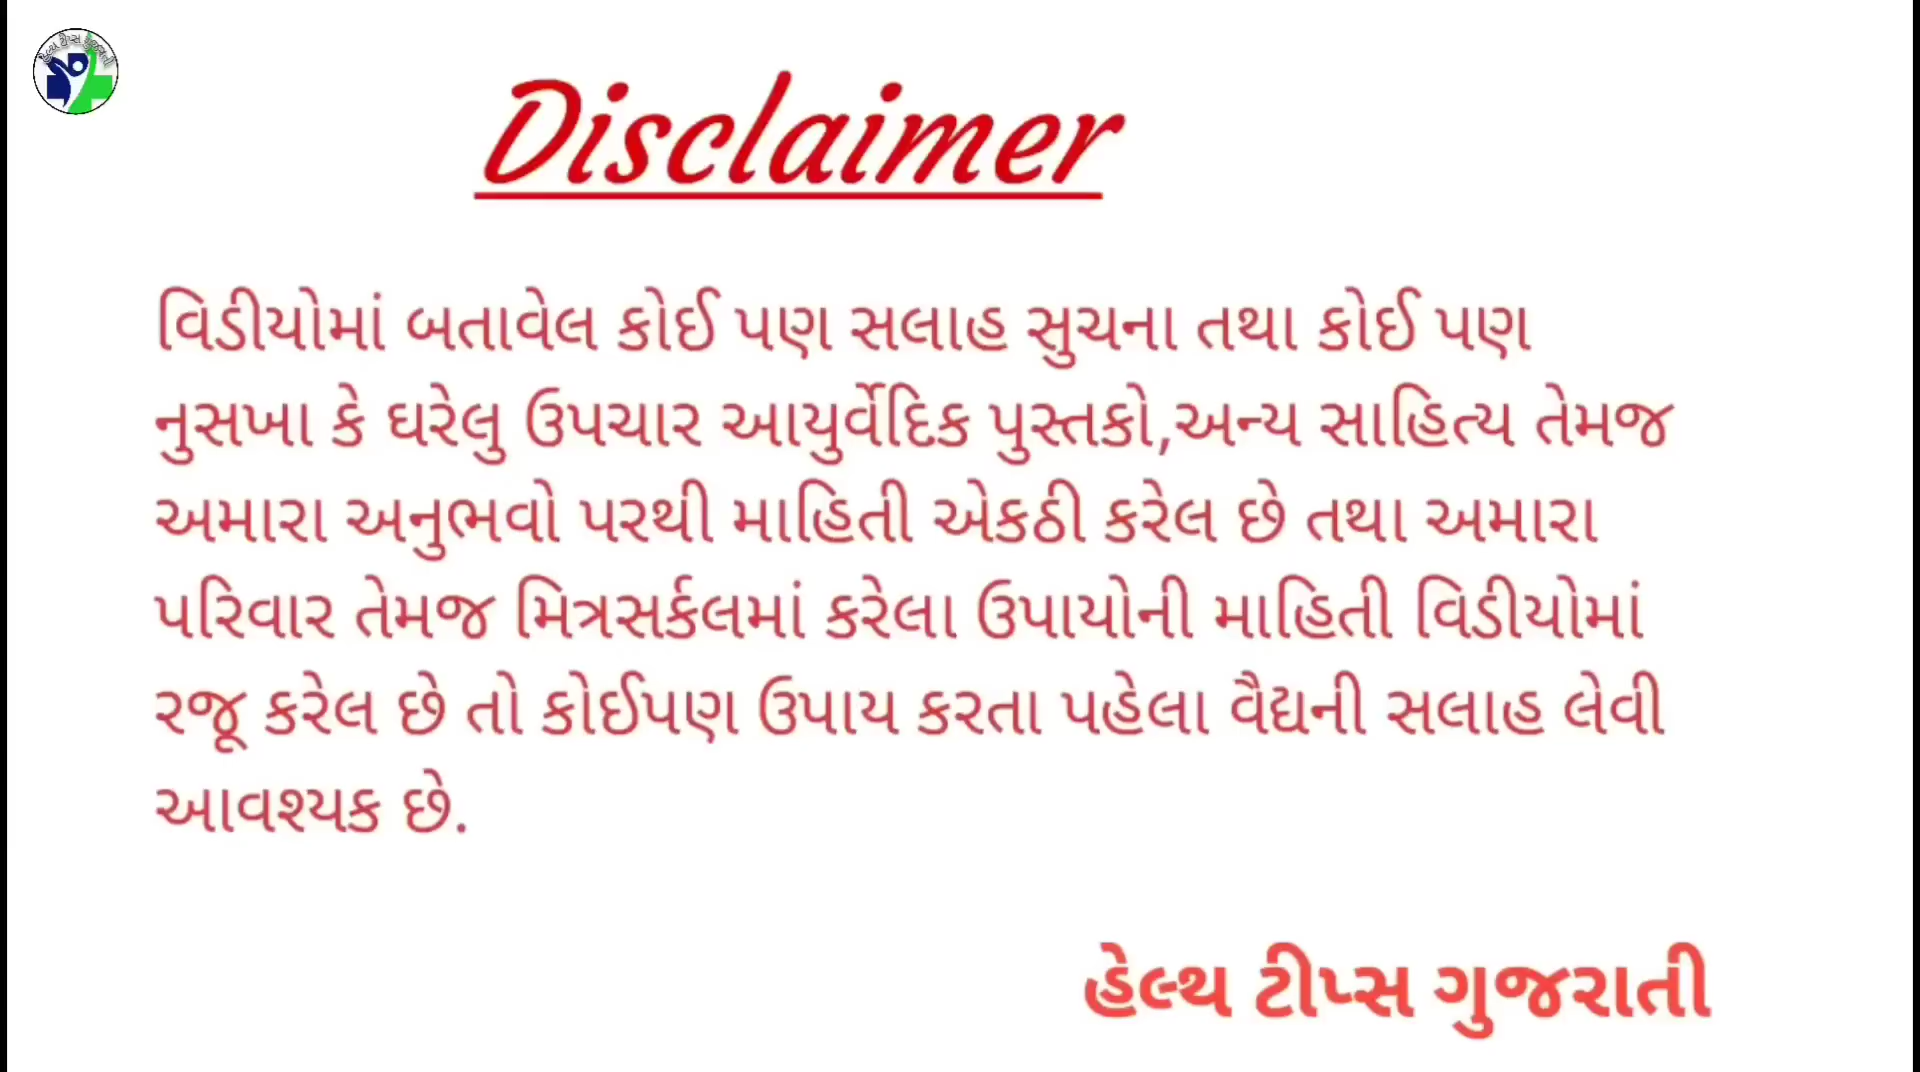 હેલ્થ ટીપ્સ ગુજરાતી
Disclaimer
વિડીયોમાં બતાવેલ કોઈ પણ સલાહ સુચના તથા કોઈ પણ
નુસખા કે ઘરેલુ ઉપચાર આયુર્વેદિક પુસ્તકો,અન્ય સાહિત્ય તેમજ
અમારા અનુભવો પરથી માહિતી એકઠી કરેલ છે તથા અમારા
પરિવાર તેમજ મિત્રસર્કલમાં કરેલા ઉપાયોની માહિતી વિડીયોમાં
રજૂ કરેલ છે તો કોઈપણ ઉપાય કરતા પહેલા વૈદ્યની સલાહ લેવી
આવશ્યક છે.
હેલ્થ ટીપ્સ ગુજરાતી